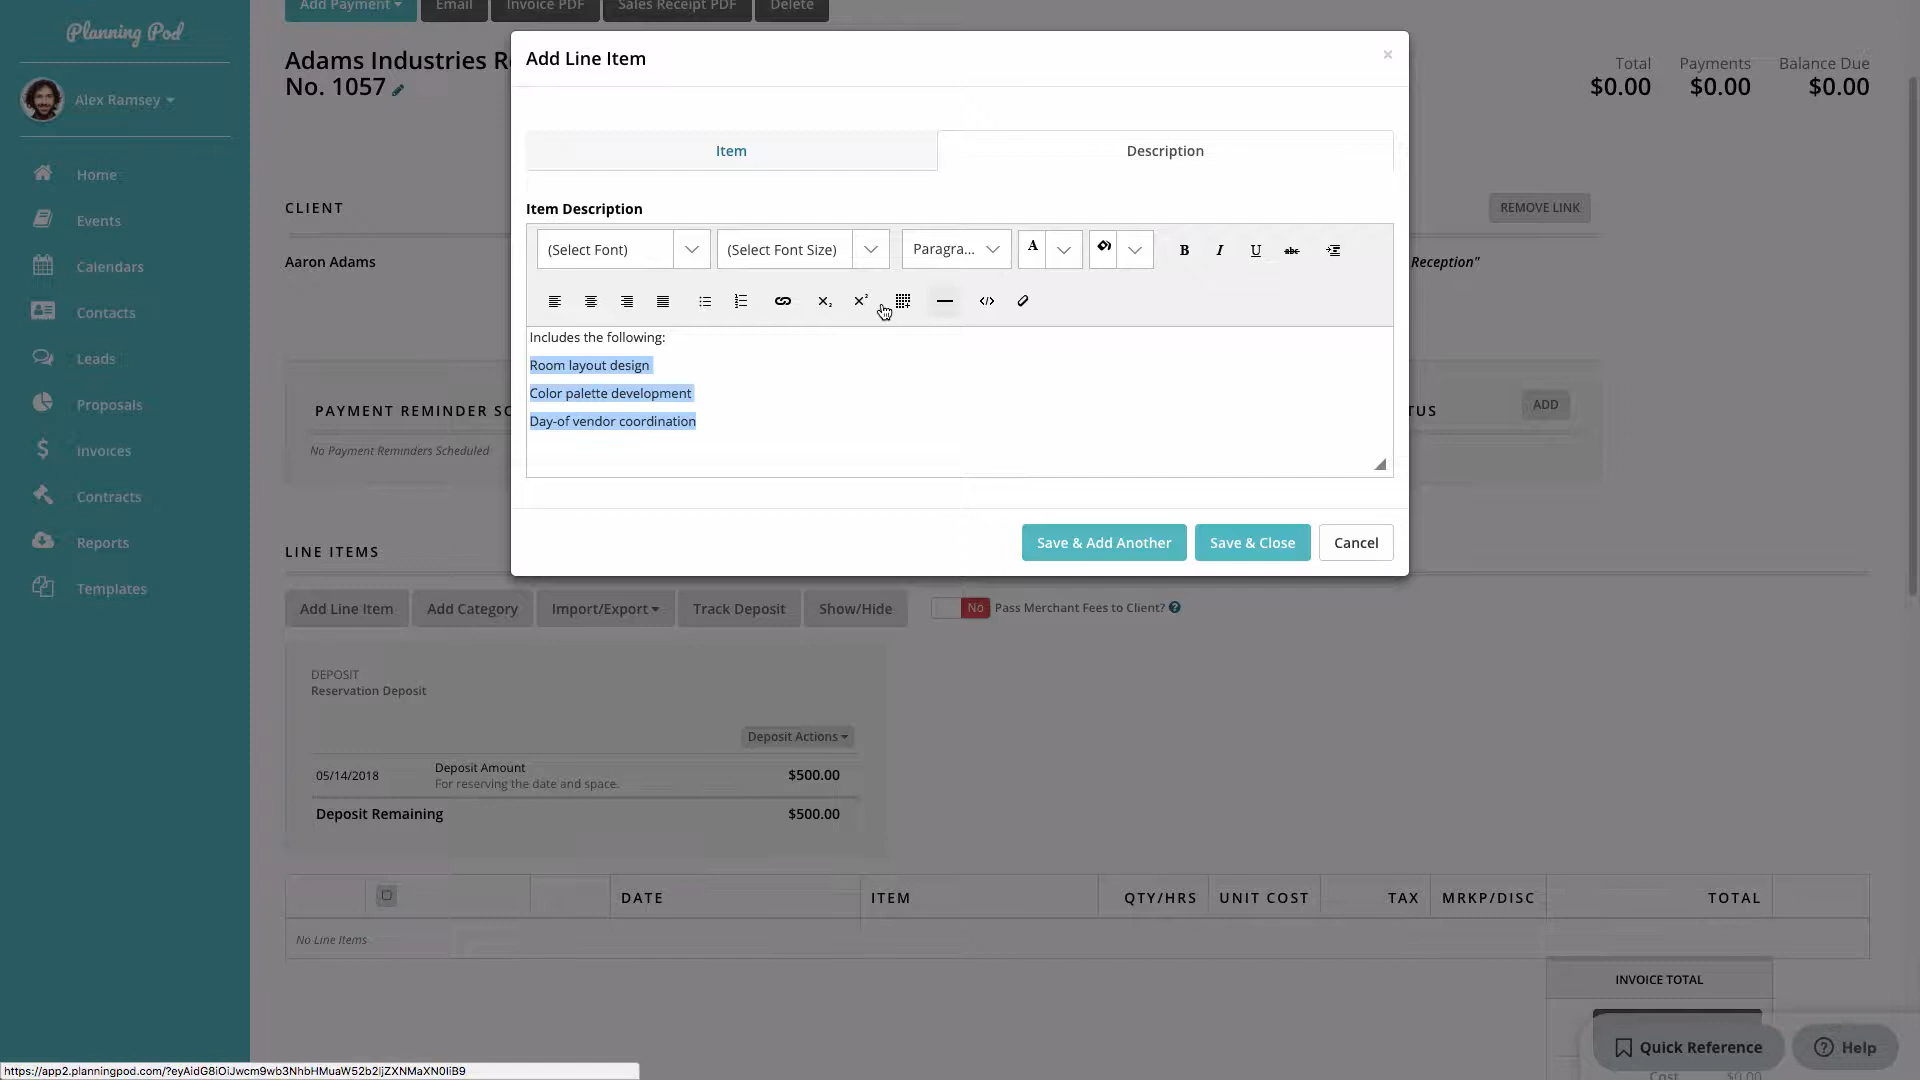 Planning Pod
Alex Ramsey
Home
Events
Calendars
Contacts
Leads
Proposals
Invoices
Contracts
Reports
Templates
Add Payment
Email
Invoice PDF
Sales Receipt PDF
Delete
Adams Industries R
No. 1057
Total
$0.00
Payments
$0.00
Balance Due
$0.00
CLIENT
Aaron Adams
REMOVE LINK
Reception"
PAYMENT REMINDER SC
TUS
ADD
No Payment Reminders Scheduled
Add Line Item
×
Item
Description
Item Description
(Select Font)
(Select Font Size)
Paragra...
A
B
I
U
abc
X₂
X²
</>
Includes the following:
Room layout design
Color palette development
Day-of vendor coordination
Save & Add Another
Save & Close
Cancel
LINE ITEMS
Add Line Item
Add Category
Import/Export
Track Deposit
Show/Hide
No
Pass Merchant Fees to Client?
DEPOSIT
Reservation Deposit
Deposit Actions
05/14/2018
Deposit Amount
For reserving the date and space.
$500.00
Deposit Remaining
$500.00
DATE
ITEM
QTY/HRS
UNIT COST
TAX
MRKP/DISC
TOTAL
No Line Items
INVOICE TOTAL
Quick Reference
Help
Cost
$0.00